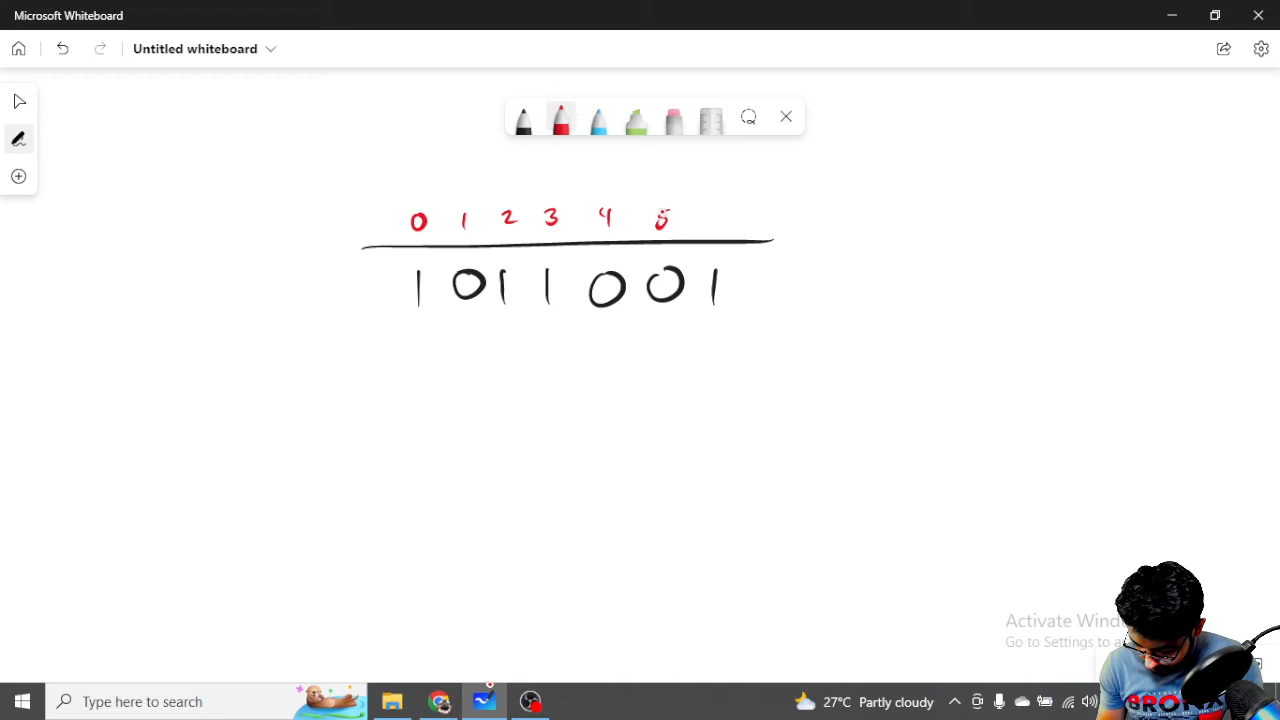 Microsoft Whiteboard
Untitled whiteboard
0 1 2 3 4 5
1 0 1 1 0 0 1
Activate Wind
Go to Settings to a
Type here to search
27°C Partly cloudy